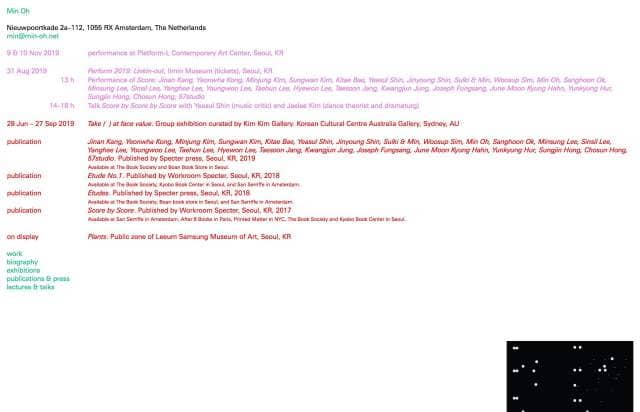 Min Oh
Nieuwpoortkade 2a–112, 1055 RX Amsterdam, The Netherlands
min@min-oh.net
9 & 10 Nov 2019 performance at Platform-L Contemporary Art Center, Seoul, KR
31 Aug 2019 Perform 2019: Linkin-out, Ilmin Museum (tickets), Seoul, KR
13 h Performance of Score: Jinan Kang, Yeonwha Kong, Minjung Kim, Sungwan Kim, Kitae Bae, Yeasul Shin, Jinyoung Shin, Sulki & Min, Woosup Sim, Min Oh, Sanghoon Ok,
Minsung Lee, Sinsil Lee, Yanghee Lee, Youngwoo Lee, Taehun Lee, Hyewon Lee, Taesoon Jang, Kwangjun Jung, Joseph Fungsang, June Moon Kyung Hahn, Yunkyung Hur,
Sungjin Hong, Chosun Hong, 57studio
14–18 h Talk Score by Score by Score with Yeasul Shin (music critic) and Jaelee Kim (dance theorist and dramaturg)
28 Jun – 27 Sep 2019 Take ( ) at face value. Group exhibition curated by Kim Kim Gallery. Korean Cultural Centre Australia Gallery, Sydney, AU
publication Jinan Kang, Yeonwha Kong, Minjung Kim, Sungwan Kim, Kitae Bae, Yeasul Shin, Jinyoung Shin, Sulki & Min, Woosup Sim, Min Oh, Sanghoon Ok, Minsung Lee, Sinsil Lee,
Yanghee Lee, Youngwoo Lee, Taehun Lee, Hyewon Lee, Taesoon Jang, Kwangjun Jung, Joseph Fungsang, June Moon Kyung Hahn, Yunkyung Hur, Sungjin Hong, Chosun Hong,
57studio. Published by Specter press, Seoul, KR, 2019
Available at The Book Society and Boan Book Store in Seoul.
publication Etude No.1. Published by Workroom Specter, Seoul, KR, 2018
Available at The Book Society, Kyobo Book Center in Seoul, and San Serriffe in Amsterdam.
publication Etudes. Published by Specter press, Seoul, KR, 2018
Available at The Book Society, Boan book store in Seoul, and San Serriffe in Amsterdam.
publication Score by Score. Published by Workroom Specter, Seoul, KR, 2017
Available at San Serriffe in Amsterdam, After 8 Books in Paris, Printed Matter in NYC, The Book Society and Kyobo Book Center in Seoul.
on display Plants. Public zone of Leeum Samsung Museum of Art, Seoul, KR
work
biography
exhibitions
publications & press
lectures & talks